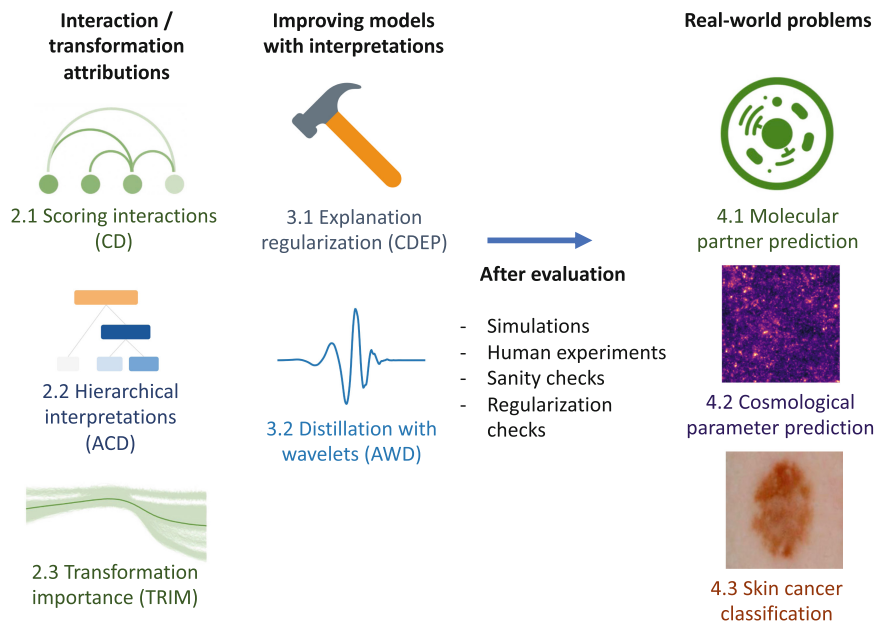 Interaction /
transformation
attributions
2.1 Scoring interactions
(CD)
2.2 Hierarchical
interpretations
(ACD)
2.3 Transformation
importance (TRIM)
Improving models
with interpretations
3.1 Explanation
regularization (CDEP)
3.2 Distillation with
wavelets (AWD)
After evaluation
- Simulations
- Human experiments
- Sanity checks
- Regularization
checks
Real-world problems
4.1 Molecular
partner prediction
4.2 Cosmological
parameter prediction
4.3 Skin cancer
classification